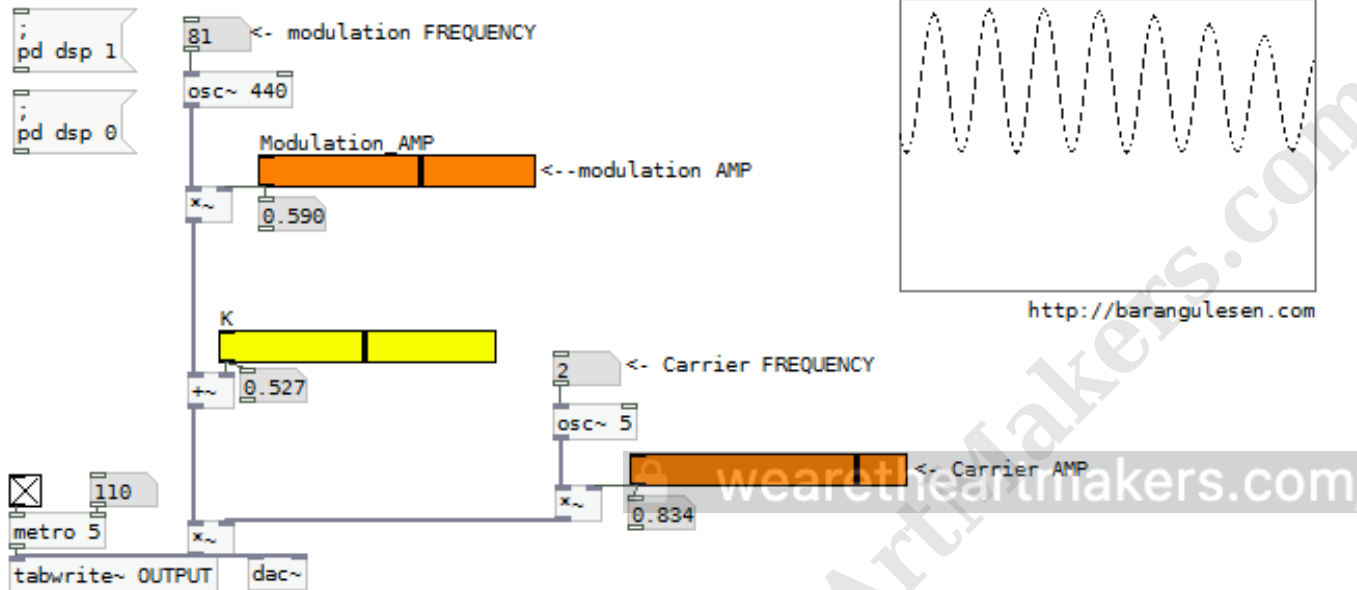 ;
pd dsp 1
;
pd dsp 0
81
<- modulation FREQUENCY
osc~ 440
Modulation_AMP
<--modulation AMP
*~
0.590
http://barangulesen.com
K
+~
0.527
2
<- Carrier FREQUENCY
osc~ 5
<- Carrier AMP
wearetheartmakers.com
*~
0.834
110
metro 5
*~
tabwrite~ OUTPUT
dac~
ArtMakers.com